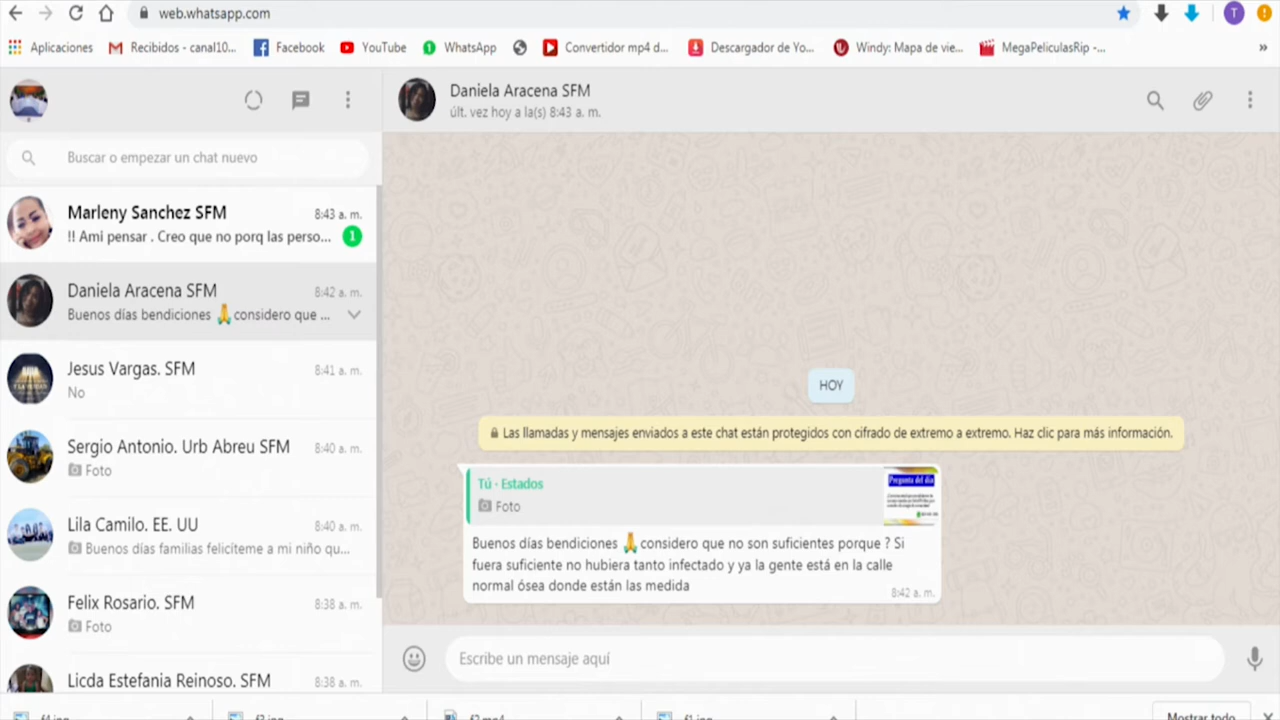 web.whatsapp.com
T
Aplicaciones
Recibidos - canal10...
Facebook
YouTube
WhatsApp
Convertidor mp4 d...
Descargador de Yo...
Windy: Mapa de vie...
MegaPeliculasRip -...
»
Daniela Aracena SFM
últ. vez hoy a la(s) 8:43 a. m.
Buscar o empezar un chat nuevo
Marleny Sanchez SFM
8:43 a. m.
!! Ami pensar . Creo que no porq las perso...
1
Daniela Aracena SFM
8:42 a. m.
Buenos días bendiciones 🙏considero que ...
Jesus Vargas. SFM
8:41 a. m.
No
Sergio Antonio. Urb Abreu SFM
8:40 a. m.
Foto
Lila Camilo. EE. UU
8:40 a. m.
Buenos días familias felicíteme a mi niño qu...
Felix Rosario. SFM
8:38 a. m.
Foto
Licda Estefania Reinoso. SFM
8:38 a. m.
HOY
Las llamadas y mensajes enviados a este chat están protegidos con cifrado de extremo a extremo. Haz clic para más información.
Tú · Estados
Foto
Pregunta del día
Buenos días bendiciones 🙏considero que no son suficientes porque ? Si
fuera suficiente no hubiera tanto infectado y ya la gente está en la calle
normal ósea donde están las medida
8:42 a. m.
Escribe un mensaje aquí
f4.jpg
f3.jpg
f2.mp4
f1.jpg
Mostrar todo